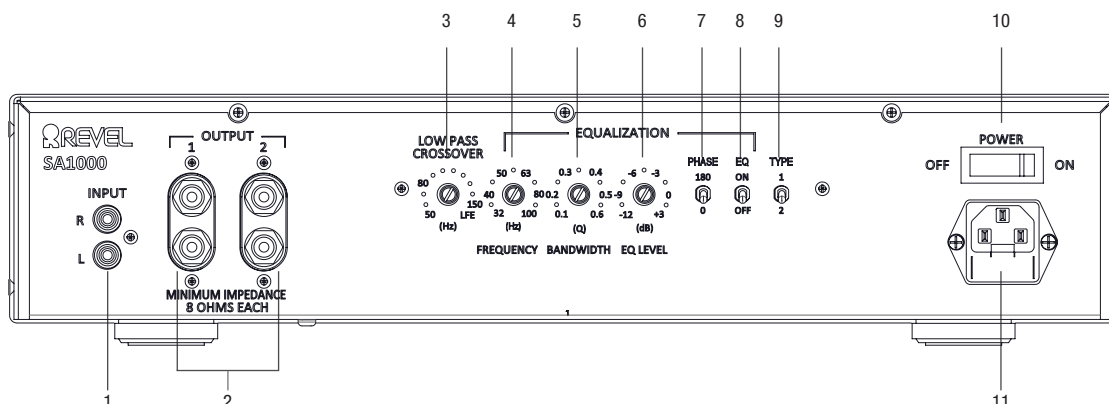 3 4 5 6 7 8 9 10
REVEL
SA1000
OUTPUT
1 2
INPUT
R
L
MINIMUM IMPEDANCE
8 OHMS EACH
LOW PASS
CROSSOVER
80
50
150
LFE
(Hz)
EQUALIZATION
50 63
40 80
32 100
(Hz)
FREQUENCY
0.3 0.4
0.2 0.5
0.1 0.6
(Q)
BANDWIDTH
-6 -3
-9 0
-12 +3
(dB)
EQ LEVEL
PHASE
180
0
EQ
ON
OFF
TYPE
1
2
POWER
OFF ON
1 2 11